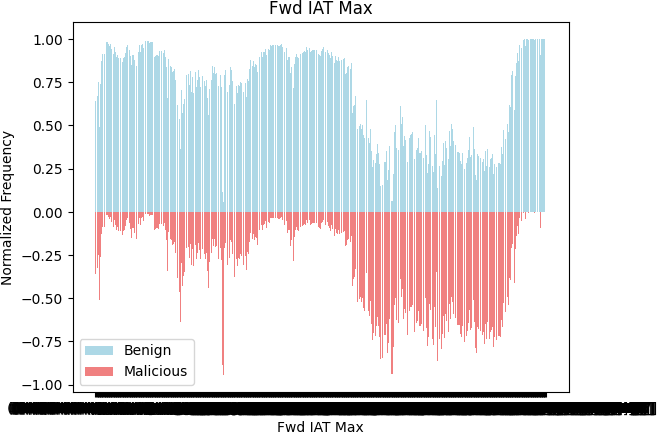 Fwd IAT Max
1.00
0.75
0.50
0.25
0.00
−0.25
−0.50
−0.75
−1.00
Normalized Frequency
Benign
Malicious
Fwd IAT Max